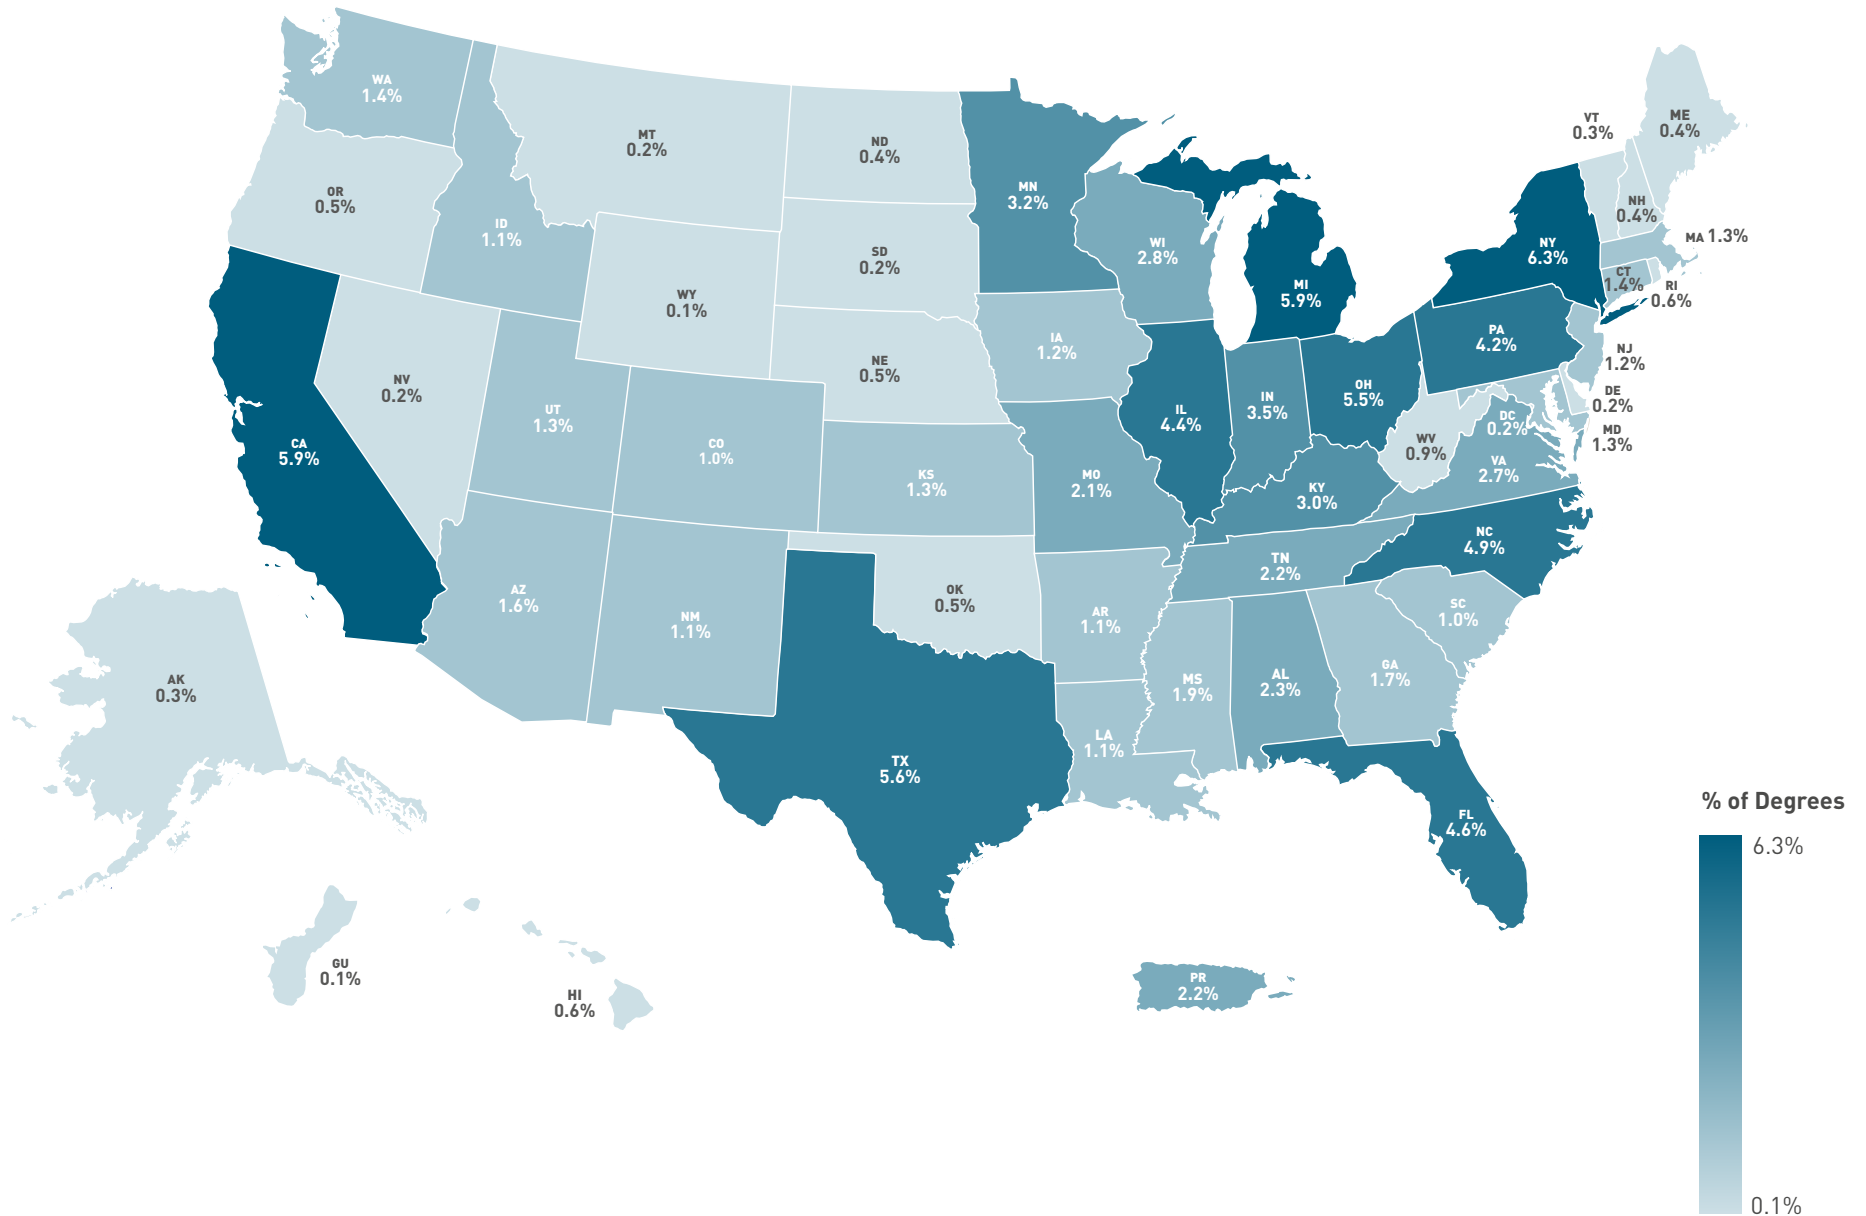 WA
1.4%
MT
0.2%
ND
0.4%
MN
3.2%
VT
0.3%
ME
0.4%
OR
0.5%
ID
1.1%
WY
0.1%
SD
0.2%
WI
2.8%
MI
5.9%
NY
6.3%
NH
0.4%
MA 1.3%
CT
1.4%
RI
0.6%
NV
0.2%
UT
1.3%
CO
1.0%
NE
0.5%
IA
1.2%
IL
4.4%
IN
3.5%
OH
5.5%
PA
4.2%
NJ
1.2%
DE
0.2%
MD
1.3%
DC
0.2%
CA
5.9%
KS
1.3%
MO
2.1%
KY
3.0%
WV
0.9%
VA
2.7%
AZ
1.6%
NM
1.1%
OK
0.5%
AR
1.1%
TN
2.2%
NC
4.9%
SC
1.0%
AK
0.3%
TX
5.6%
LA
1.1%
MS
1.9%
AL
2.3%
GA
1.7%
FL
4.6%
GU
0.1%
HI
0.6%
PR
2.2%
% of Degrees
6.3%
0.1%